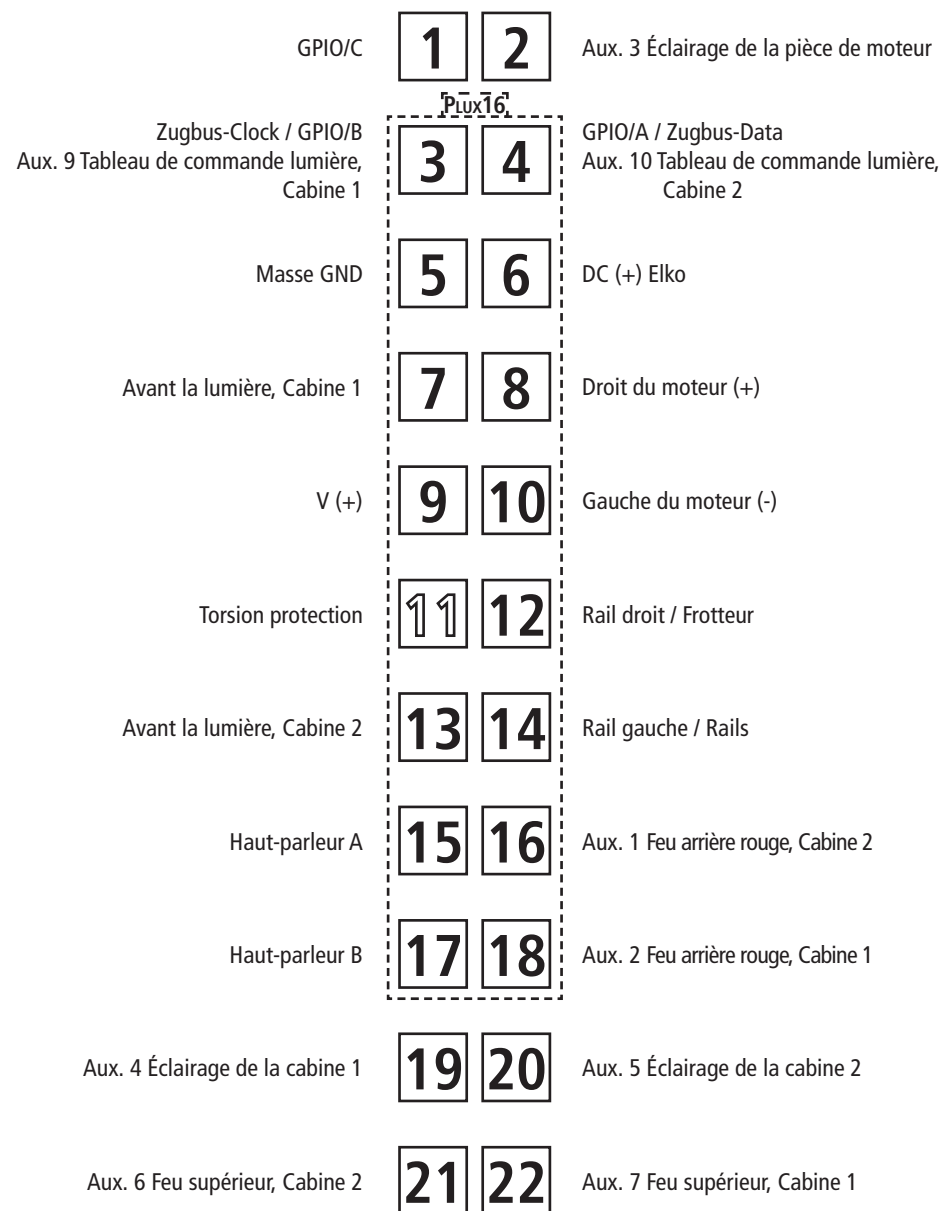 GPIO/C 1 2 Aux. 3 Éclairage de la pièce de moteur
PLUX16
Zugbus-Clock / GPIO/B GPIO/A / Zugbus-Data
Aux. 9 Tableau de commande lumière, 3 4 Aux. 10 Tableau de commande lumière,
Cabine 1 Cabine 2
Masse GND 5 6 DC (+) Elko
Avant la lumière, Cabine 1 7 8 Droit du moteur (+)
V (+) 9 10 Gauche du moteur (-)
Torsion protection 11 12 Rail droit / Frotteur
Avant la lumière, Cabine 2 13 14 Rail gauche / Rails
Haut-parleur A 15 16 Aux. 1 Feu arrière rouge, Cabine 2
Haut-parleur B 17 18 Aux. 2 Feu arrière rouge, Cabine 1
Aux. 4 Éclairage de la cabine 1 19 20 Aux. 5 Éclairage de la cabine 2
Aux. 6 Feu supérieur, Cabine 2 21 22 Aux. 7 Feu supérieur, Cabine 1